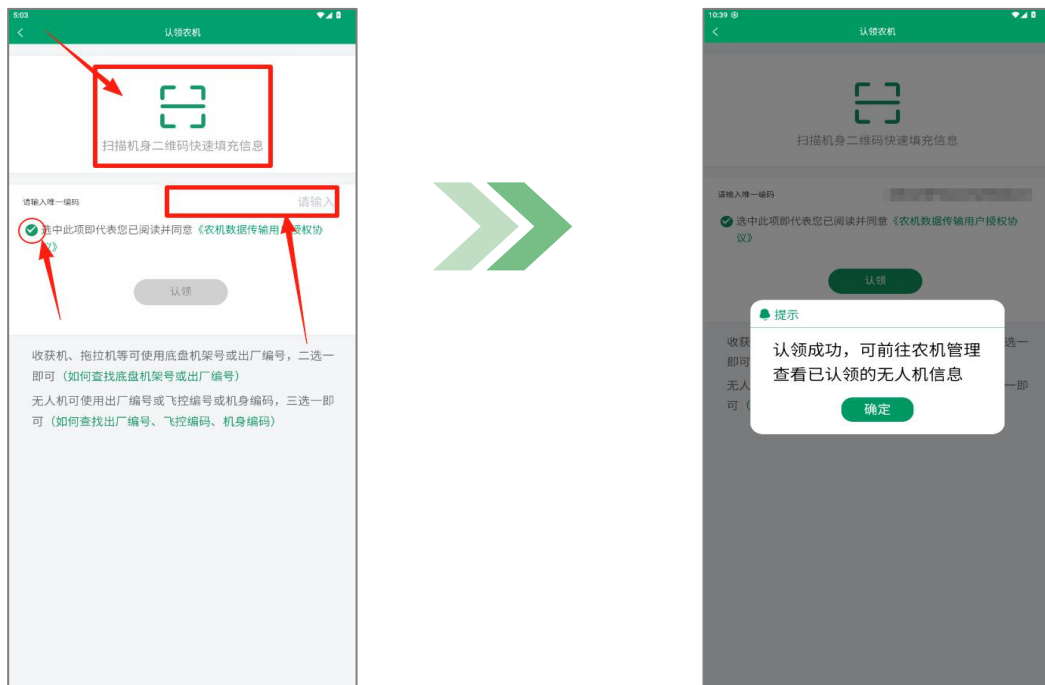 5:03
认领农机
扫描机身二维码快速填充信息
请输入唯一编码
请输入
选中此项即代表您已阅读并同意《农机数据传输用户授权协
议》
认领
收获机、拖拉机等可使用底盘机架号或出厂编号，二选一
即可（如何查找底盘机架号或出厂编号）
无人机可使用出厂编号或飞控编号或机身编码，三选一即
可（如何查找出厂编号、飞控编码、机身编码）
10:39
认领农机
扫描机身二维码快速填充信息
请输入唯一编码
选中此项即代表您已阅读并同意《农机数据传输用户授权协
议》
认领
提示
认领成功，可前往农机管理
查看已认领的无人机信息
确定
收获
选一
即可
无人
一即
可（